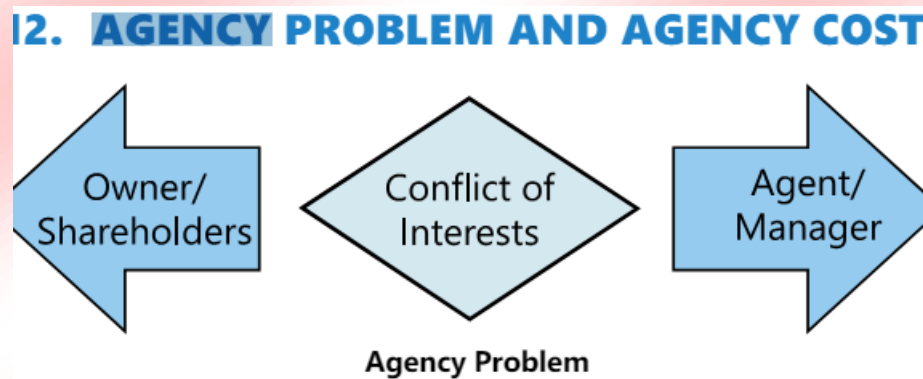 12. AGENCY PROBLEM AND AGENCY COST
Owner/
Shareholders
Conflict of
Interests
Agent/
Manager
Agency Problem